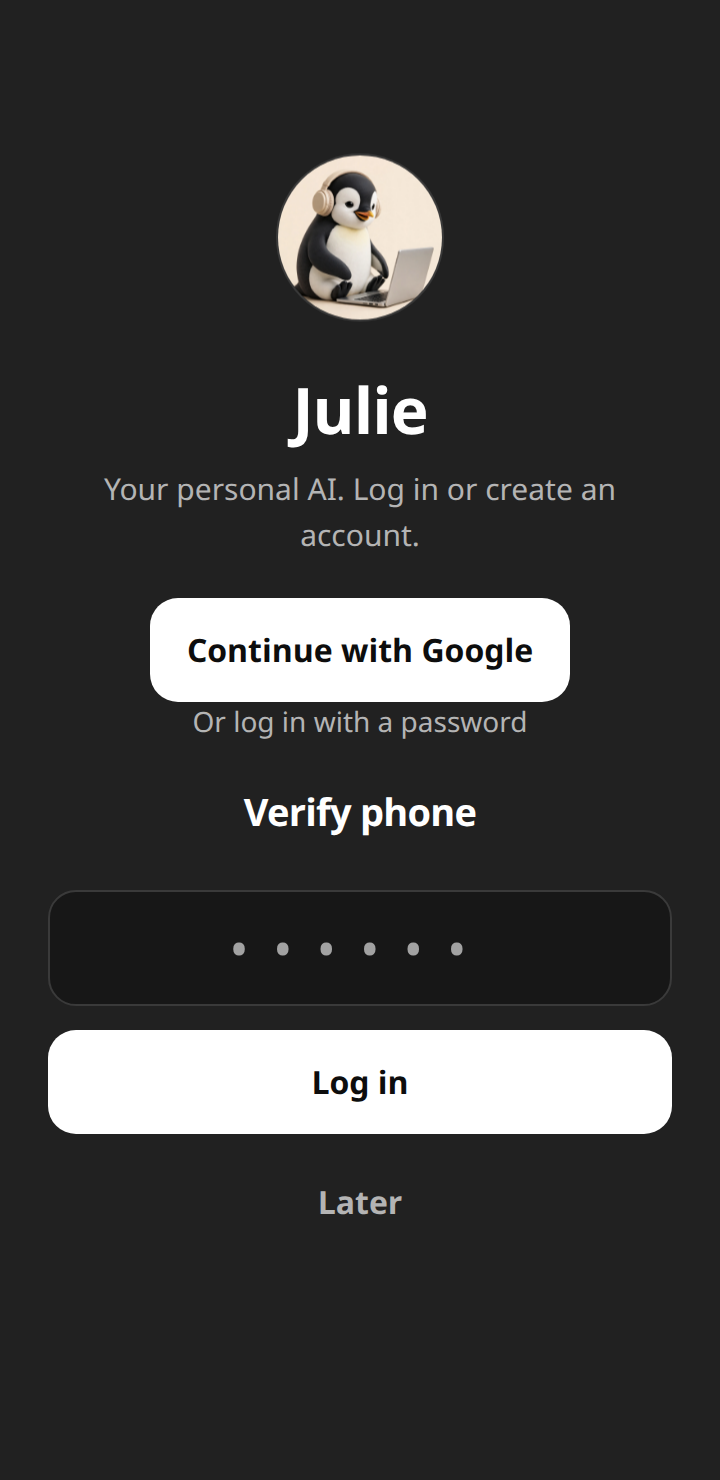 Julie
Your personal AI. Log in or create an
account.
Continue with Google
Or log in with a password
Verify phone
• • • • • •
Log in
Later